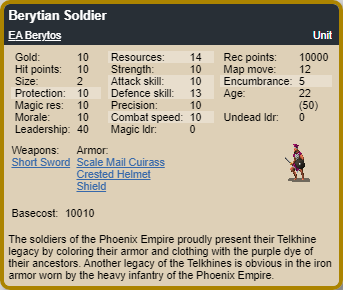 Berytian Soldier
EA Berytos Unit
Gold: 10 Resources: 14 Rec points: 10000
Hit points: 10 Strength: 10 Map move: 12
Size: 2 Attack skill: 10 Encumbrance: 5
Protection: 10 Defence skill: 13 Age: 22
Magic res: 10 Precision: 10 (50)
Morale: 10 Combat speed: 10 Undead ldr: 0
Leadership: 40 Magic ldr: 0
Weapons: Armor:
Short Sword Scale Mail Cuirass
Crested Helmet
Shield
Basecost: 10010
The soldiers of the Phoenix Empire proudly present their Telkhine
legacy by coloring their armor and clothing with the purple dye of
their ancestors. Another legacy of the Telkhines is obvious in the iron
armor worn by the heavy infantry of the Phoenix Empire.